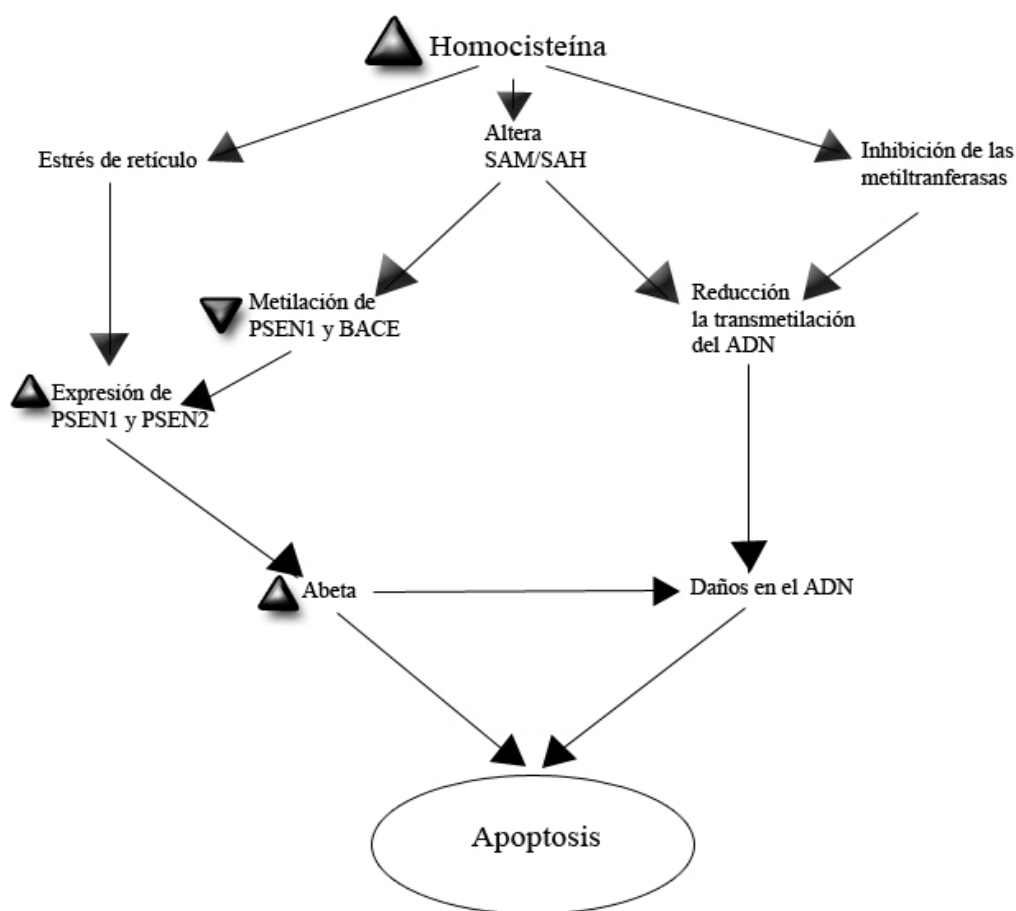 Homocisteína
Estrés de retículo
Altera
SAM/SAH
Inhibición de las
metiltranferasas
Metilación de
PSEN1 y BACE
Reducción
la transmetilación
del ADN
Expresión de
PSEN1 y PSEN2
Abeta
Daños en el ADN
Apoptosis